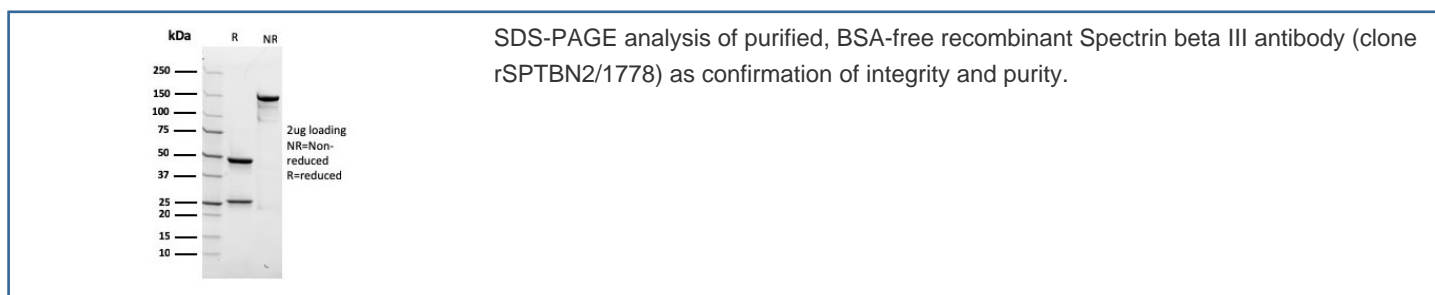 kDa R NR
250
150
100
75
50
37
25
20
15
10
2ug loading
NR=Non-
reduced
R=reduced
SDS-PAGE analysis of purified, BSA-free recombinant Spectrin beta III antibody (clone
rSPTBN2/1778) as confirmation of integrity and purity.